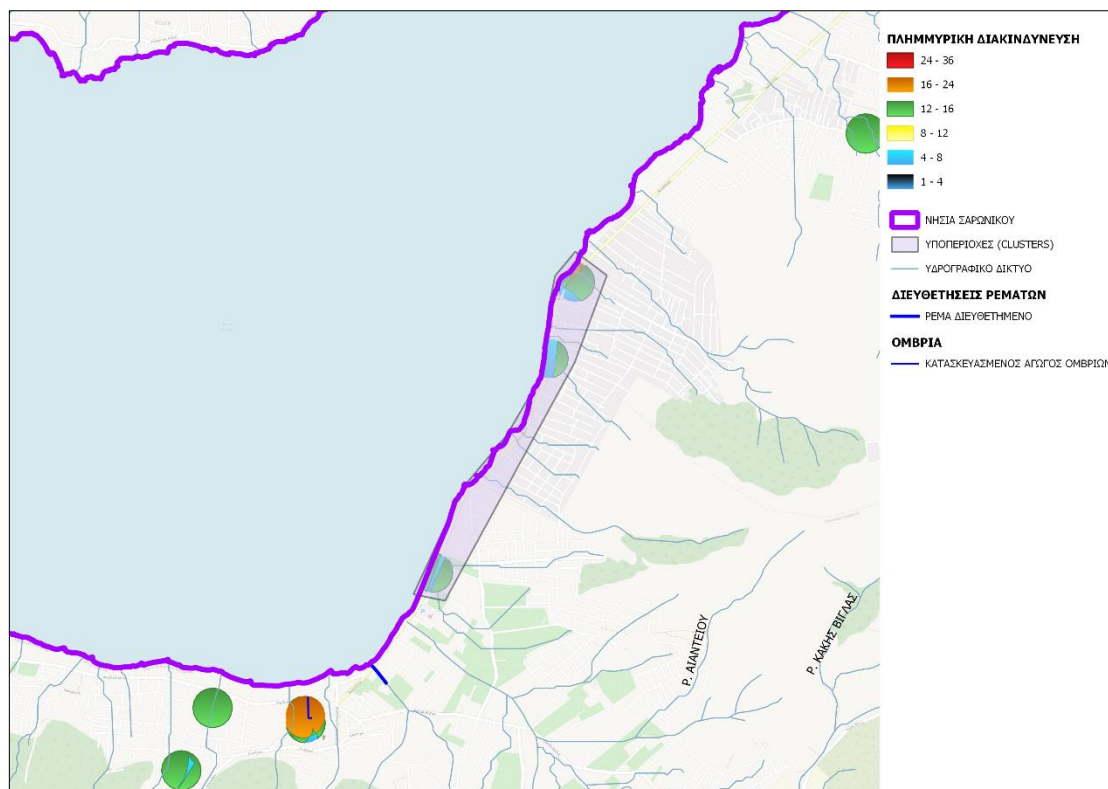 ΠΛΗΜΜΥΡΙΚΗ ΔΙΑΚΙΝΔΥΝΕΥΣΗ
24 - 36
16 - 24
12 - 16
8 - 12
4 - 8
1 - 4
ΝΗΣΙΑ ΣΑΡΩΝΙΚΟΥ
ΥΠΟΠΕΡΙΟΧΕΣ (CLUSTERS)
ΥΔΡΟΓΡΑΦΙΚΟ ΔΙΚΤΥΟ
ΔΙΕΥΘΕΤΗΣΕΙΣ ΡΕΜΑΤΩΝ
ΡΕΜΑ ΔΙΕΥΘΕΤΗΜΕΝΟ
ΟΜΒΡΙΑ
ΚΑΤΑΣΚΕΥΑΣΜΕΝΟΣ ΑΓΩΓΟΣ ΟΜΒΡΙΩΝ
Ρ. ΑΙΑΝΤΕΙΟΥ
Ρ. ΚΑΚΗΣ ΒΙΓΛΑΣ